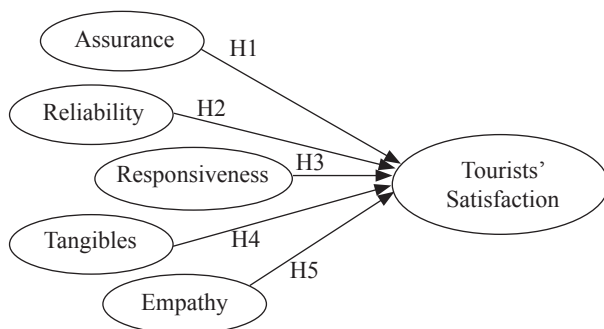 Assurance
H1
Reliability
H2
Responsiveness
H3
Tourists’
Satisfaction
Tangibles
H4
Empathy
H5